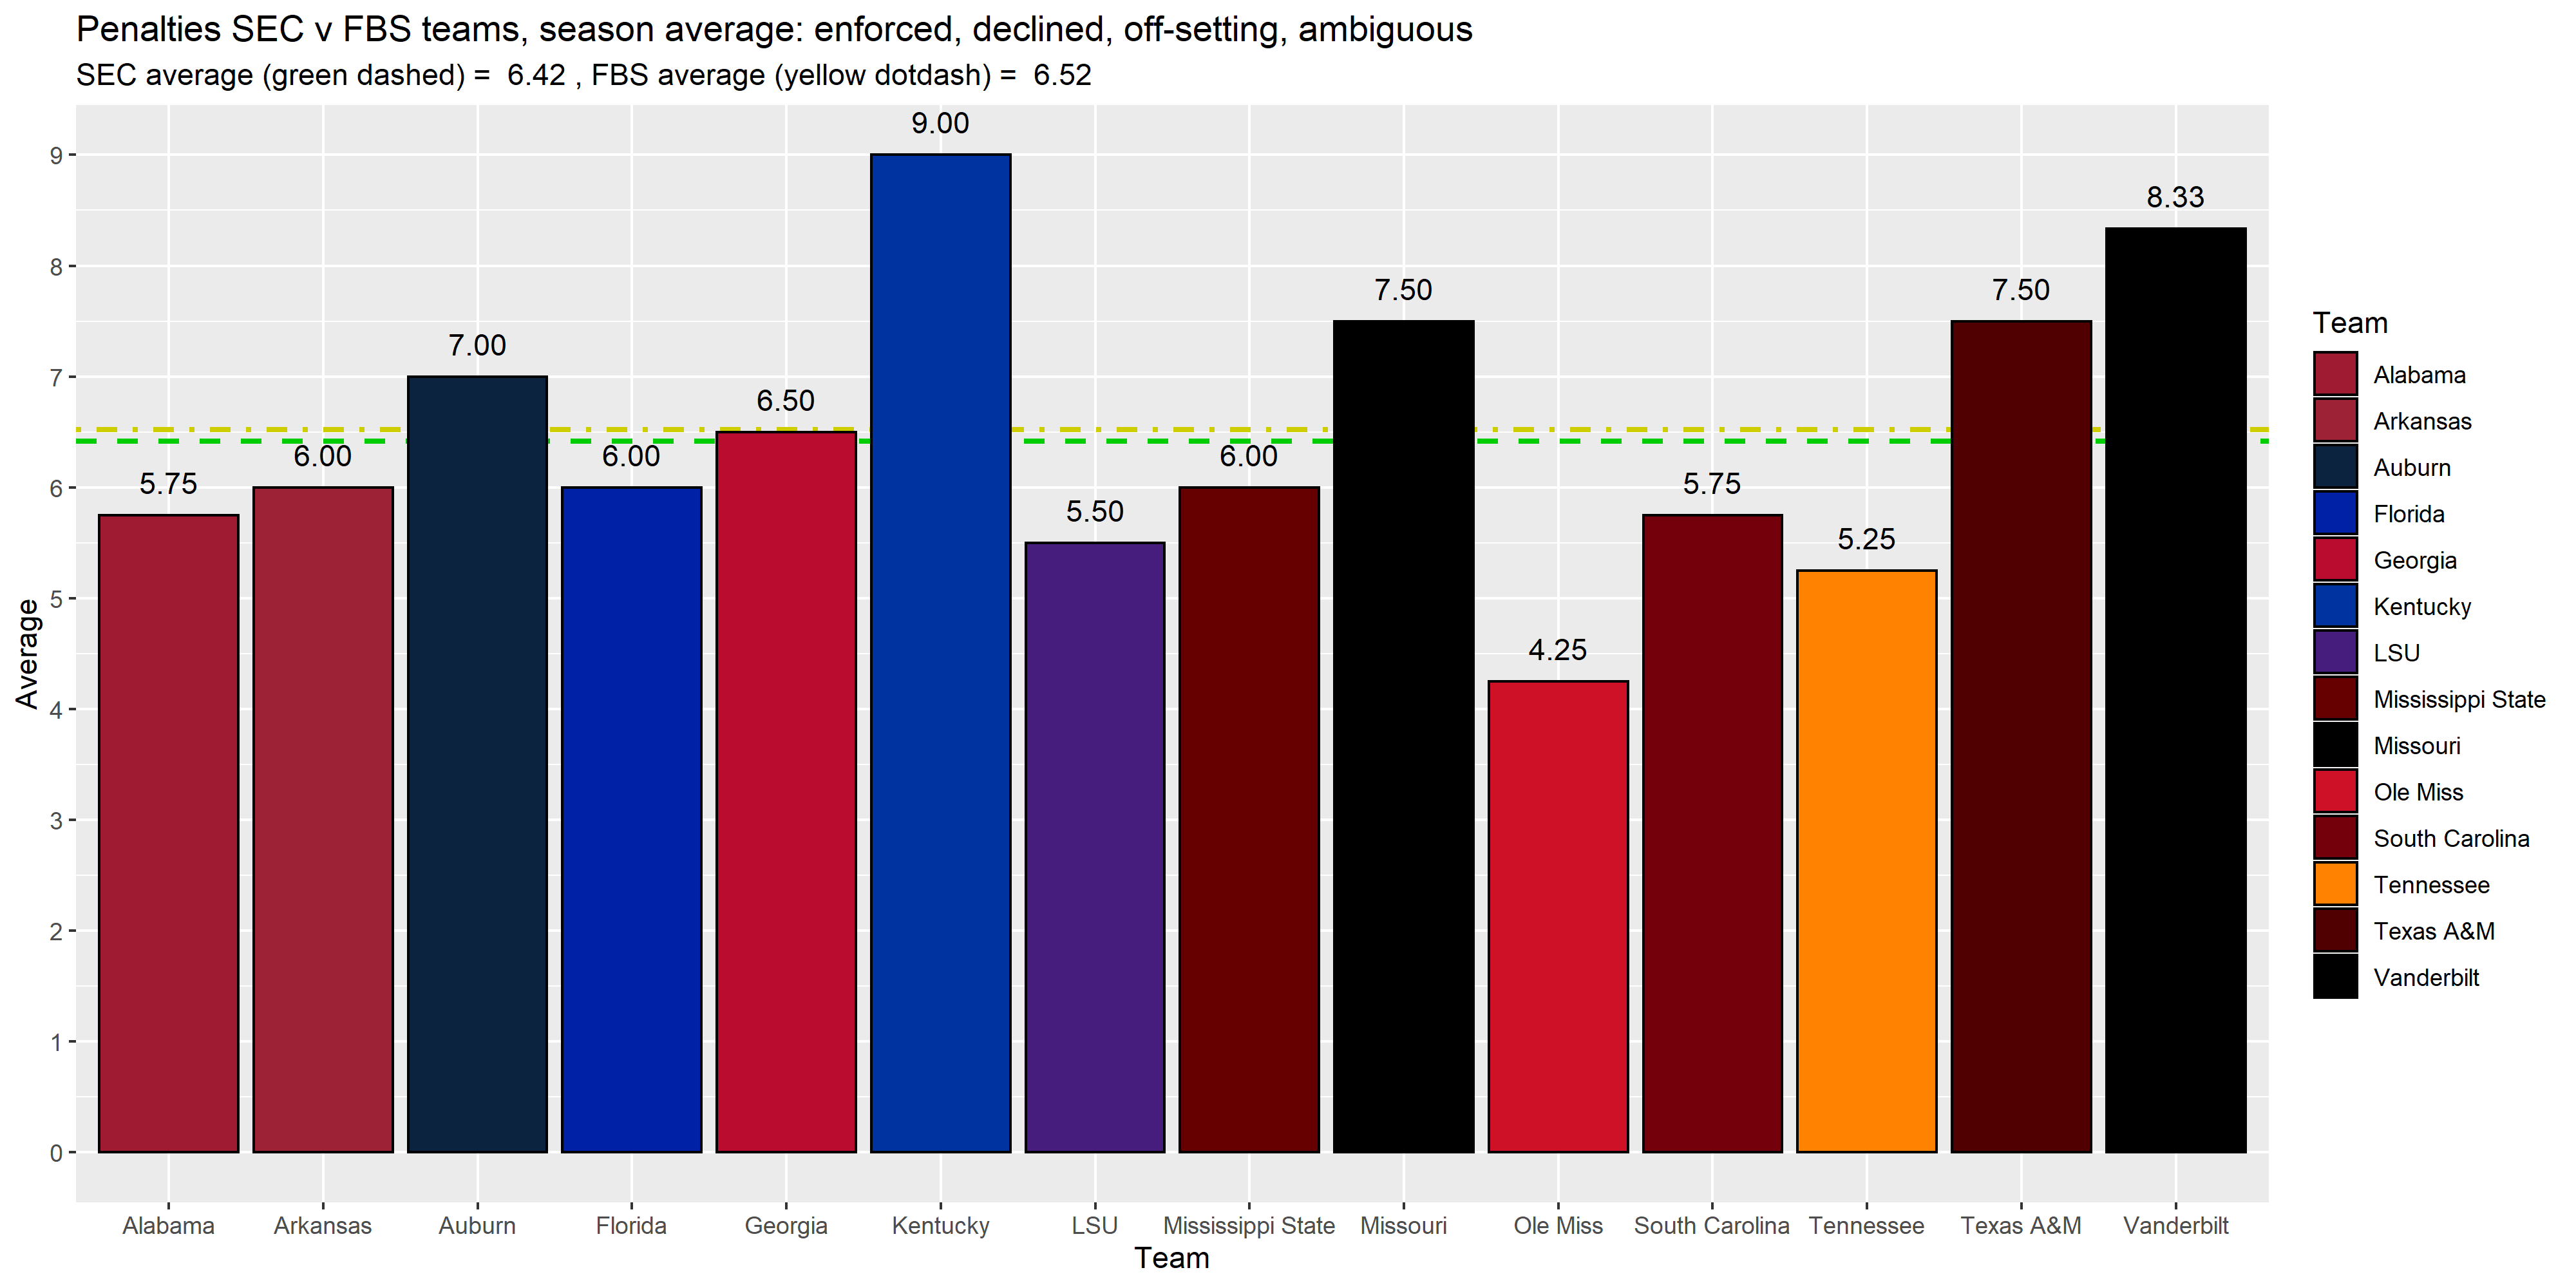 Penalties SEC v FBS teams, season average: enforced, declined, off-setting, ambiguous
SEC average (green dashed) =  6.42 , FBS average (yellow dotdash) =  6.52
9.00
8.33
7.50
7.50
7.00
6.50
6.00
6.00
6.00
5.75
5.75
5.50
5.25
4.25
9
8
7
6
5
4
3
2
1
0
Average
Alabama Arkansas Auburn Florida Georgia Kentucky LSU Mississippi State Missouri Ole Miss South Carolina Tennessee Texas A&M Vanderbilt
Team
Team
Alabama
Arkansas
Auburn
Florida
Georgia
Kentucky
LSU
Mississippi State
Missouri
Ole Miss
South Carolina
Tennessee
Texas A&M
Vanderbilt